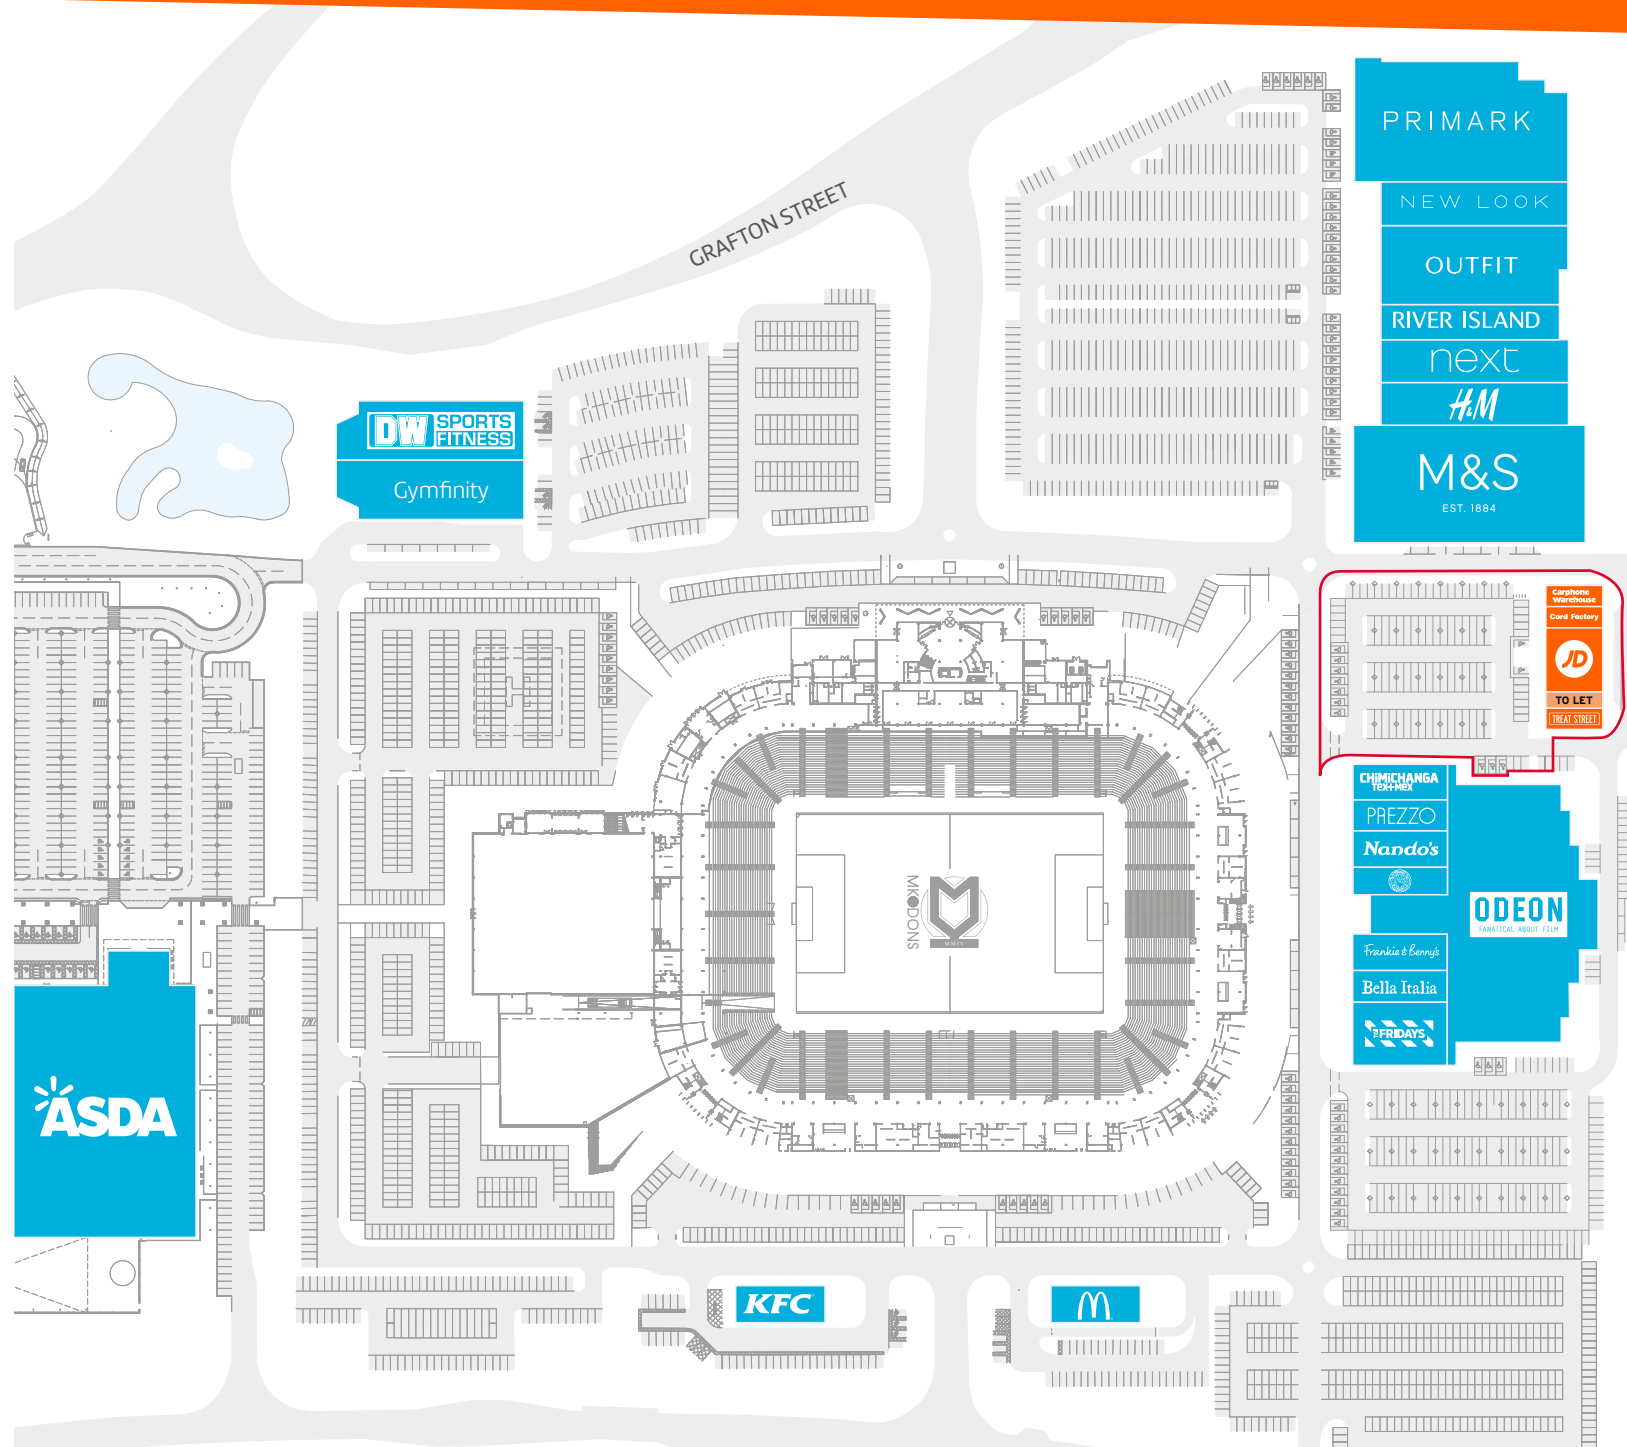 PRIMARK
NEW LOOK
OUTFIT
RIVER ISLAND
next
H&M
M&S
EST. 1884
GRAFTON STREET
DW SPORTS
FITNESS
Gymfinity
Carphone
Warehouse
Card Factory
JD
TO LET
TREAT STREET
CHiMiCHANGA
TEX+MEX
PREZZO
Nando's
ODEON
FANATICAL ABOUT FILM
Frankie & Benny's
Bella Italia
FRIDAYS
MK DONS
MMIV
ASDA
KFC
M